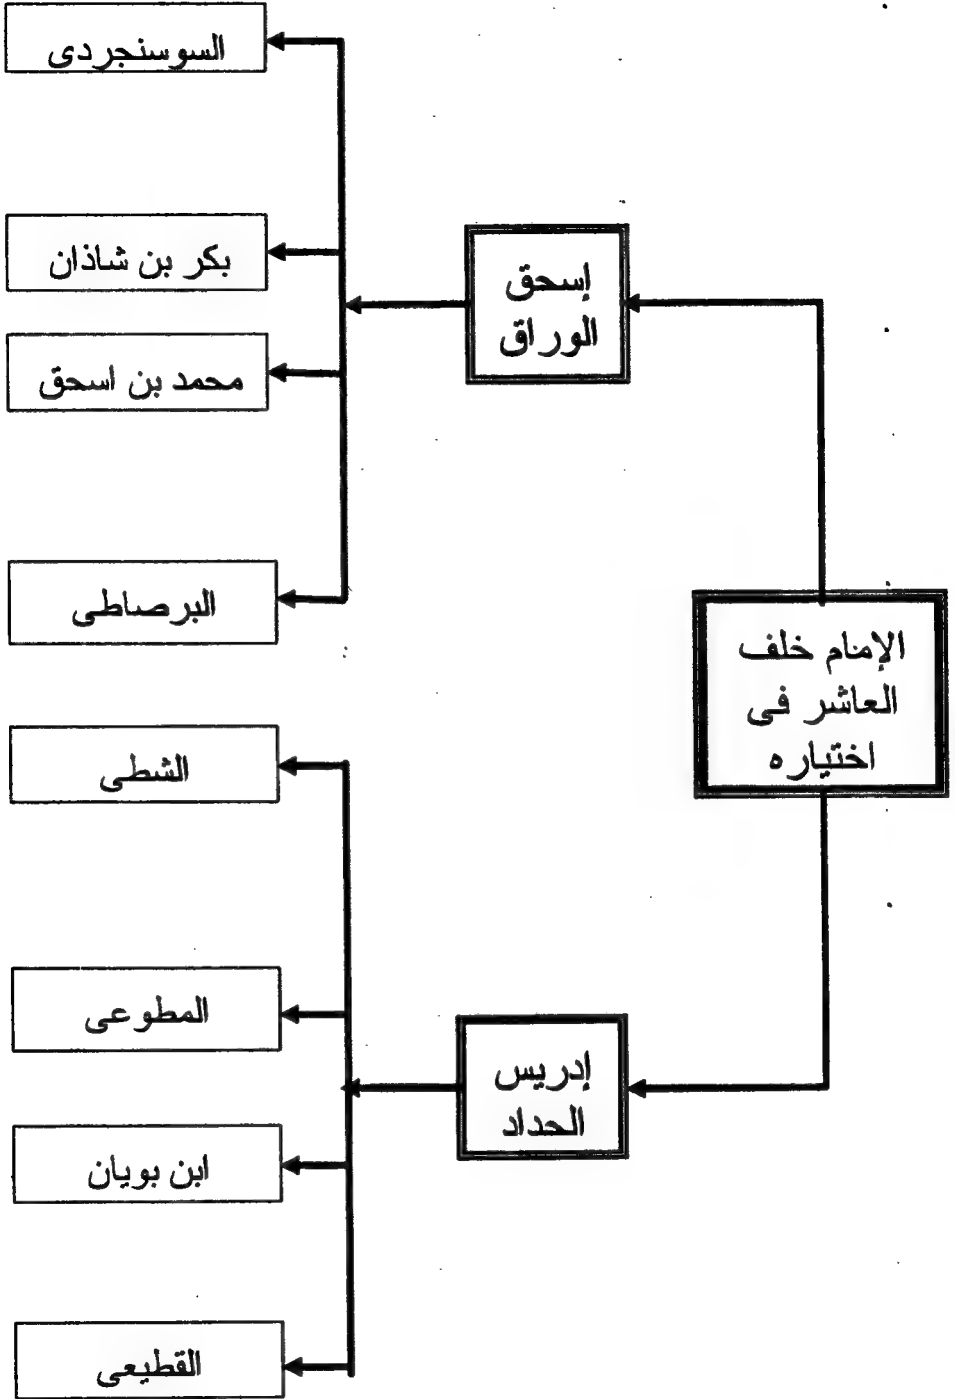 الإمام خلف
العاشر فى
اختياره
إسحق
الوراق
السوسنجردى
بكر بن شاذان
محمد بن اسحق
البرصاطى
إدريس
الحداد
الشطى
المطوعى
ابن بويان
القطيعى